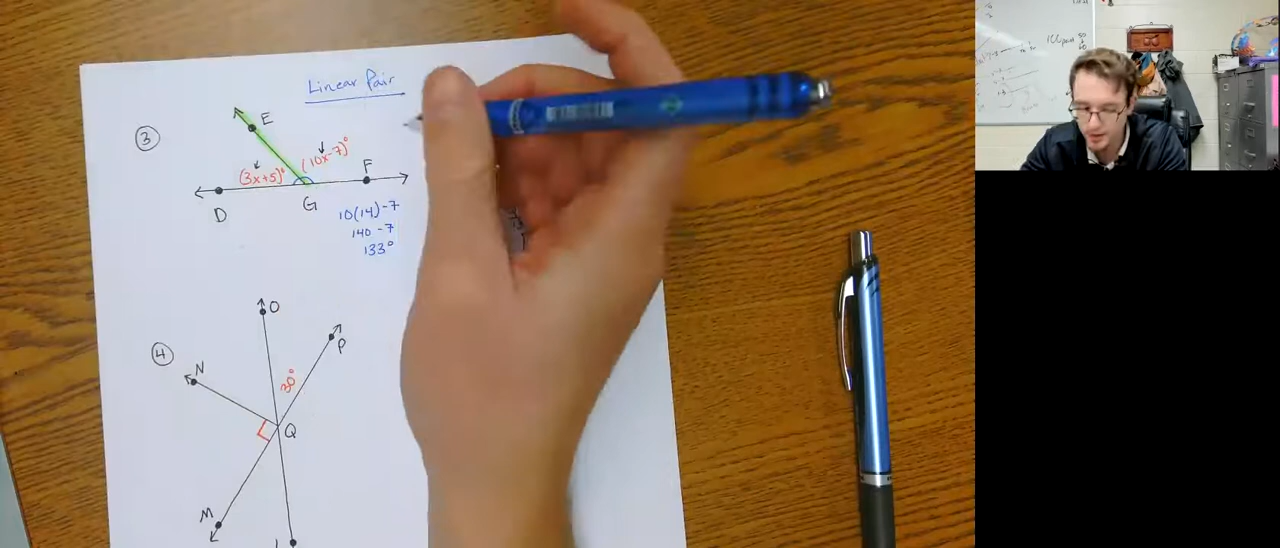 Linear Pair
3
E
(10x-7)°
(3x+5)°
F
D
G
10(14)-7
140-7
133°
O
4
P
N
30°
Q
M